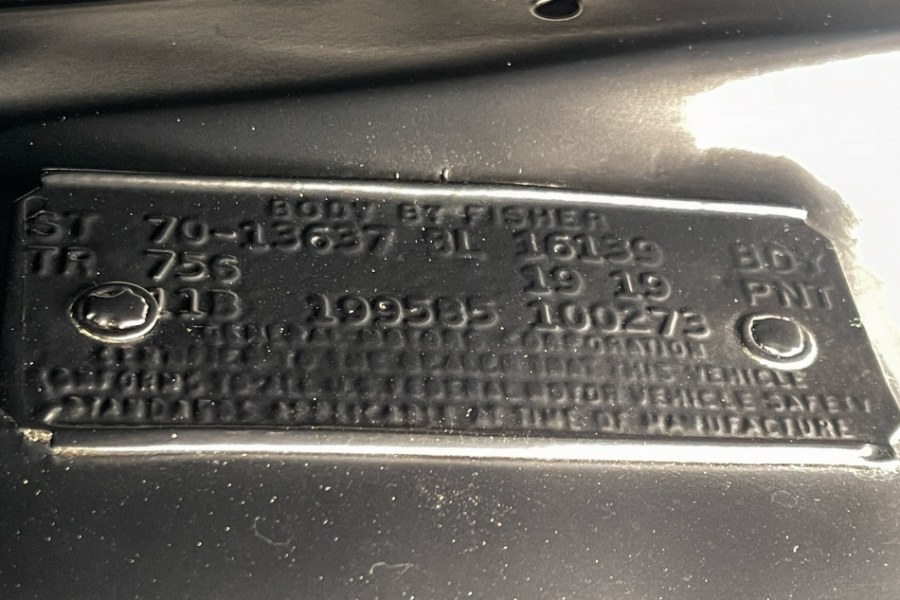 BODY BY FISHER
ST 70-13637 BL 16139 BDY
TR 756 19 19 PNT
11B 199585 100273
GENERAL MOTORS CORPORATION
CERTIFIES TO THE DEALER THAT THIS VEHICLE
CONFORMS TO THE US FEDERAL MOTOR VEHICLE SAFETY
STANDARDS APPLICABLE AT TIME OF MANUFACTURE